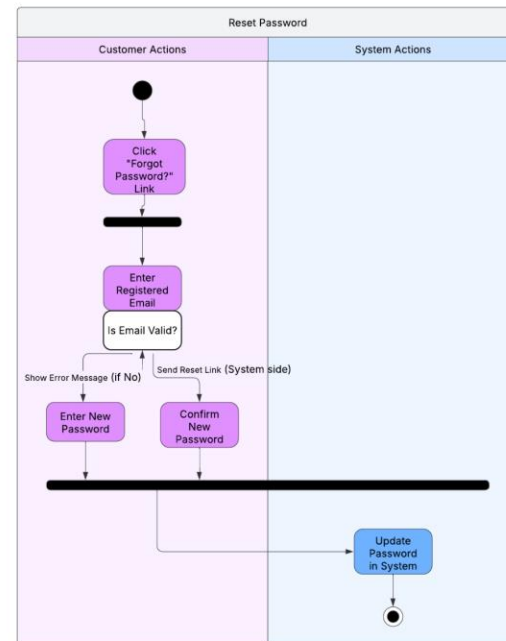 Reset Password
Customer Actions
System Actions
Click
"Forgot
Password?"
Link
Enter
Registered
Email
Is Email Valid?
Show Error Message (if No)
Send Reset Link (System side)
Enter New
Password
Confirm
New
Password
Update
Password
in System